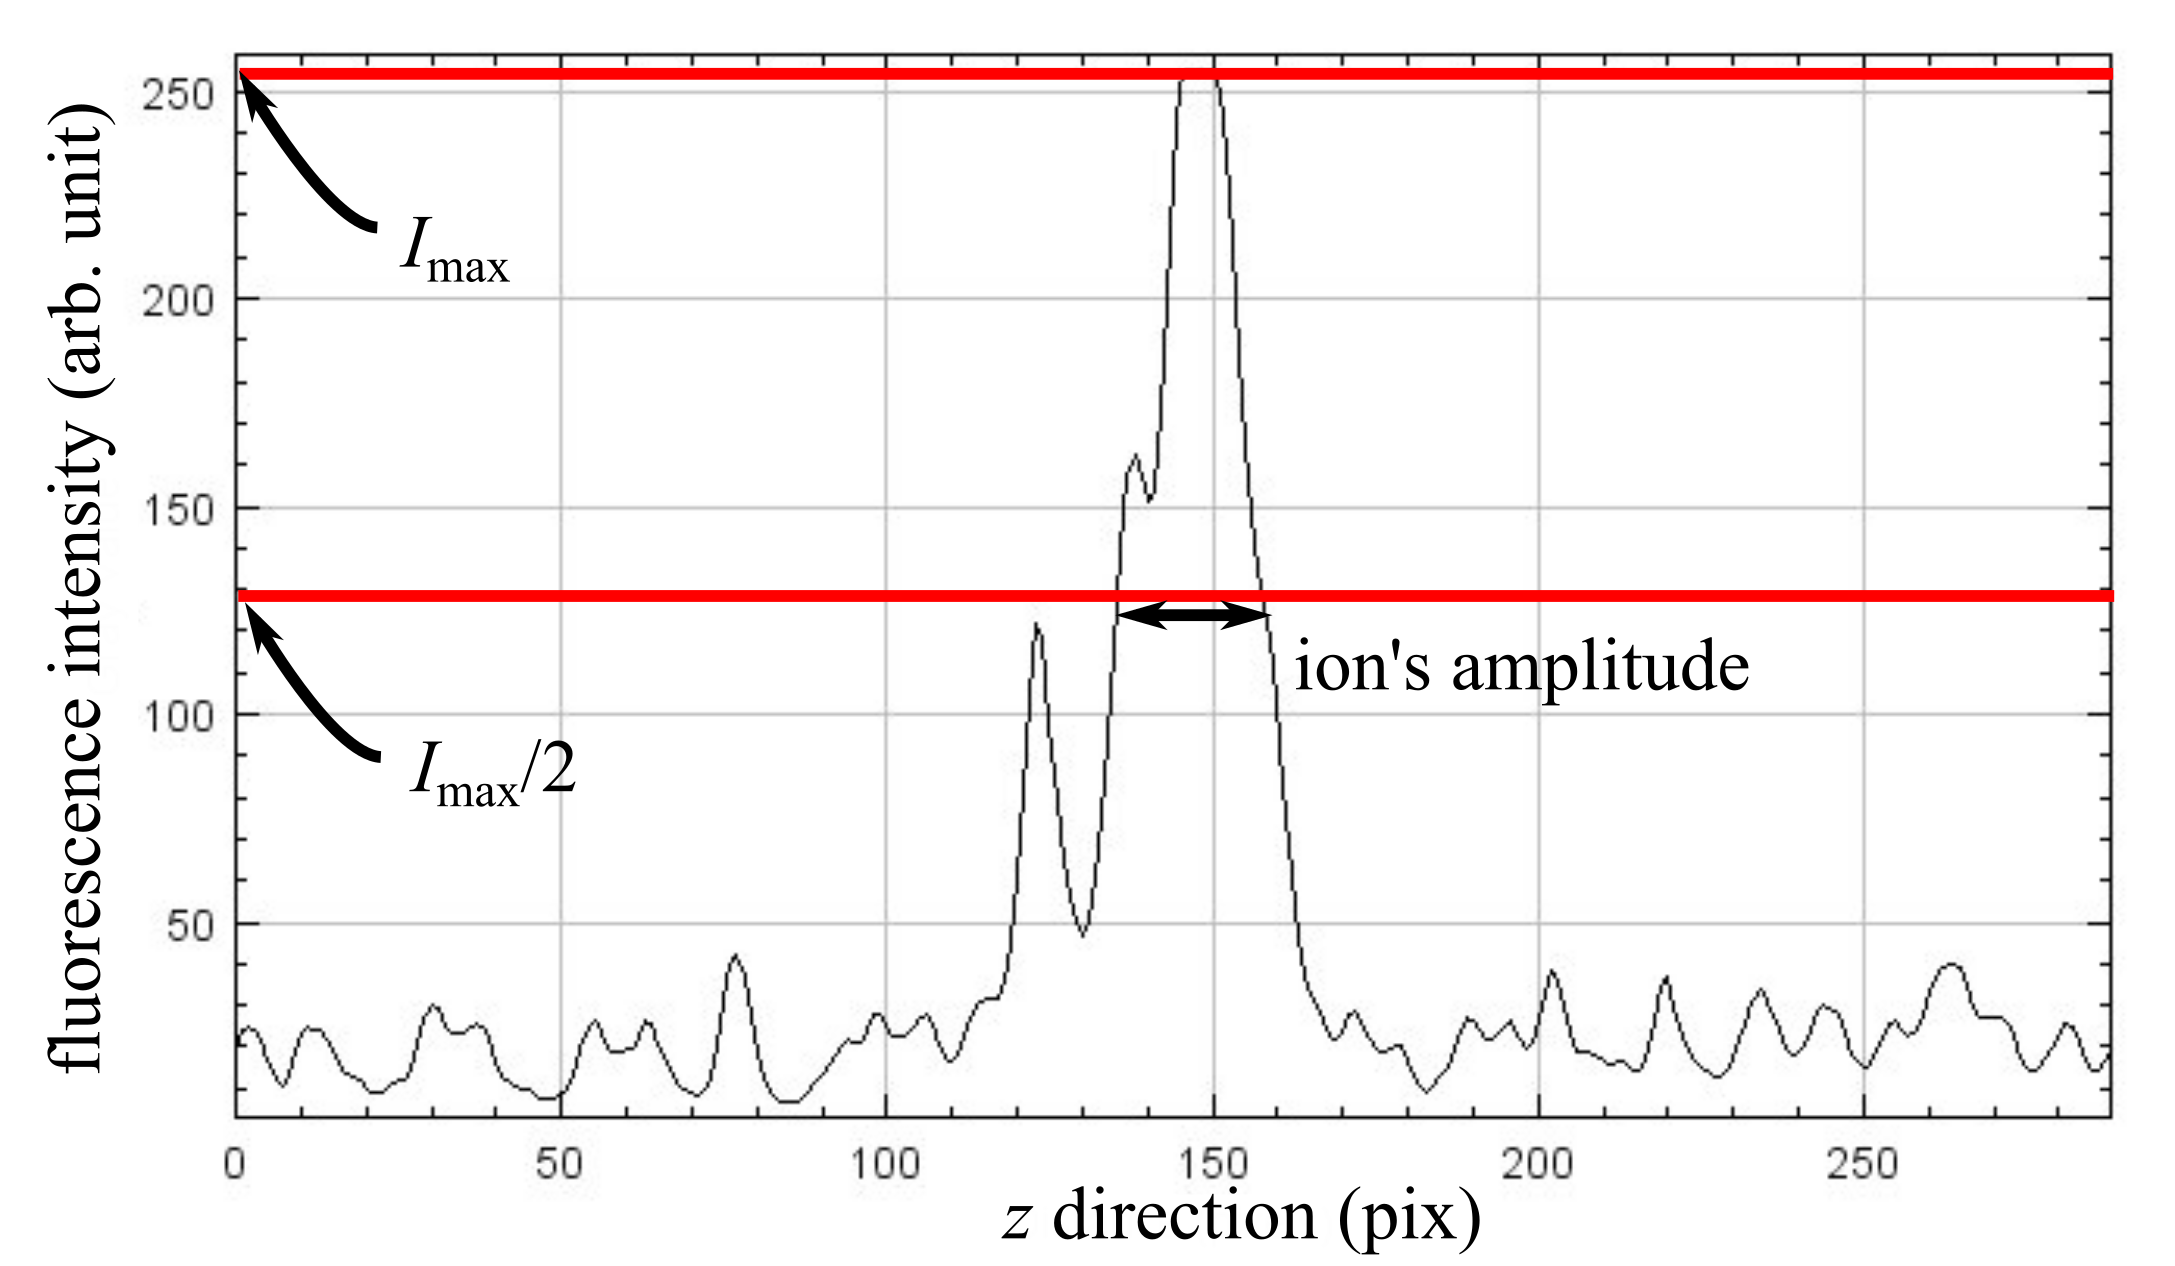 fluorescence intensity (arb. unit)
250
200
150
100
50
Imax
Imax/2
ion's amplitude
0 50 100 150 200 250
z direction (pix)